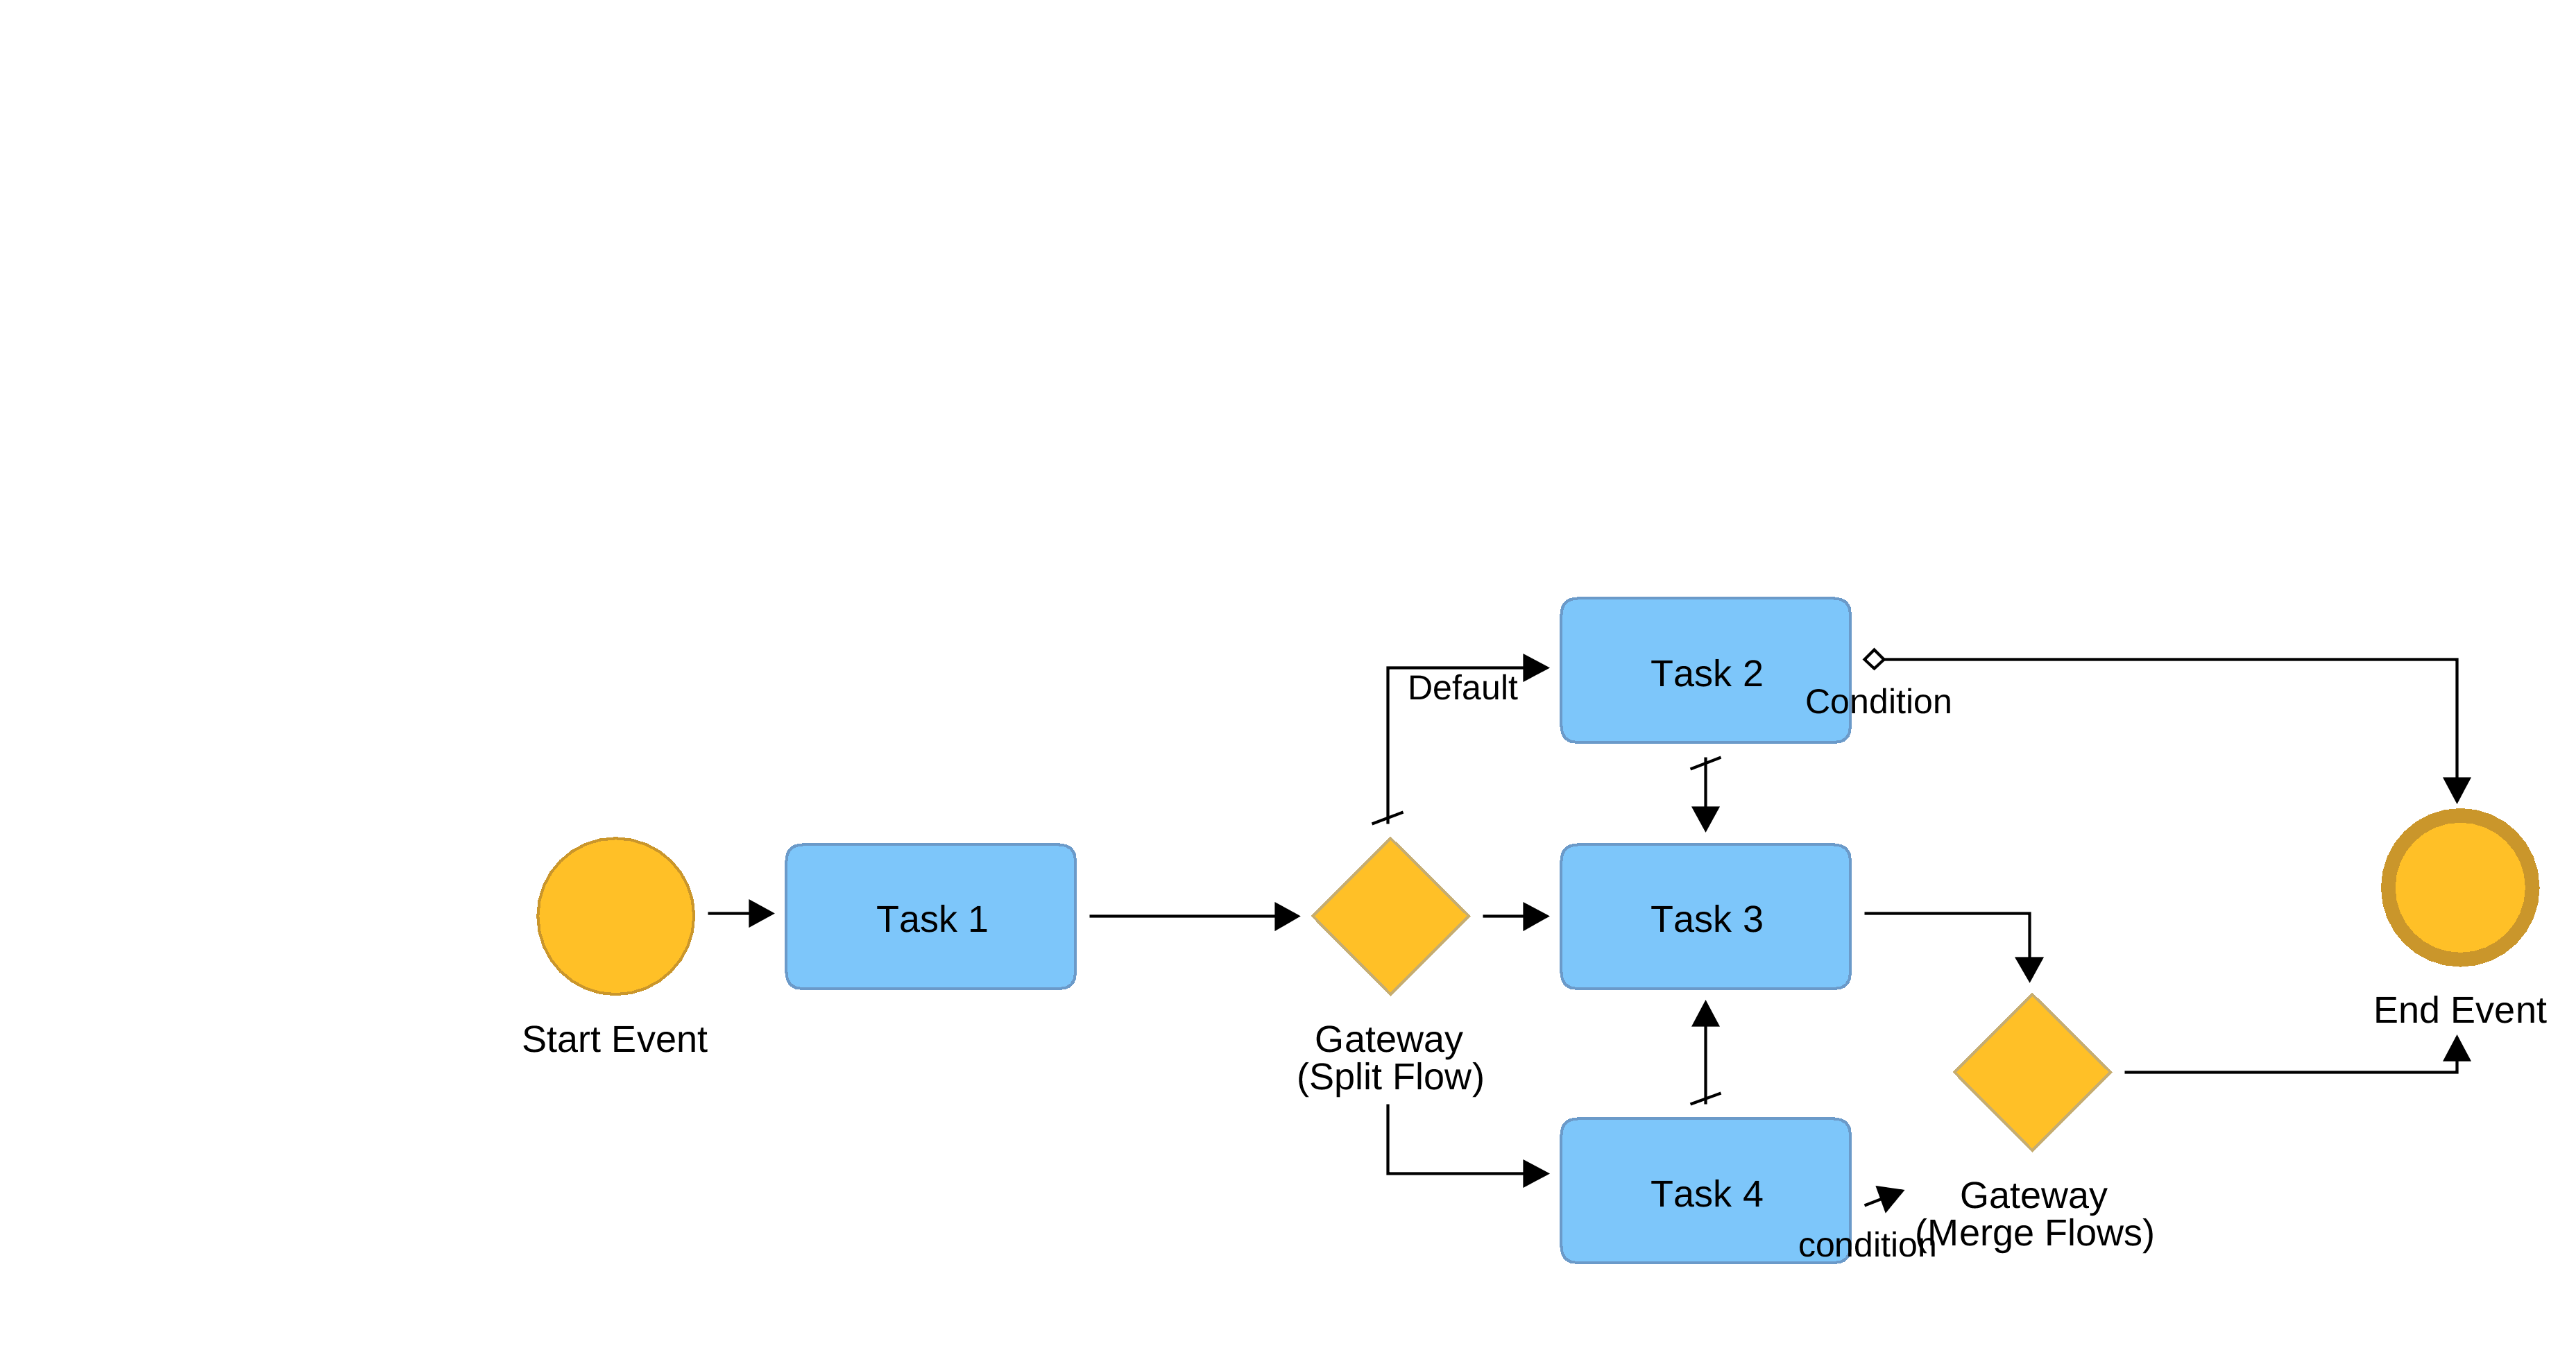 Task 2
Default
Condition
Task 1
Task 3
Start Event
Gateway
(Split Flow)
End Event
Task 4
Gateway
(Merge Flows)
condition